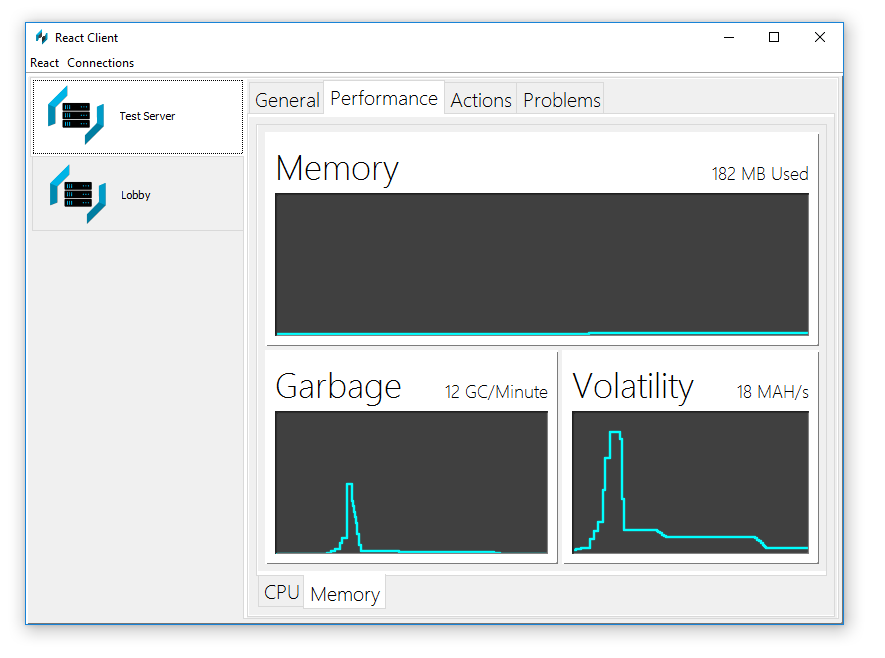 React Client
React Connections
Test Server
Lobby
General Performance Actions Problems
Memory 182 MB Used
Garbage 12 GC/Minute
Volatility 18 MAH/s
CPU Memory